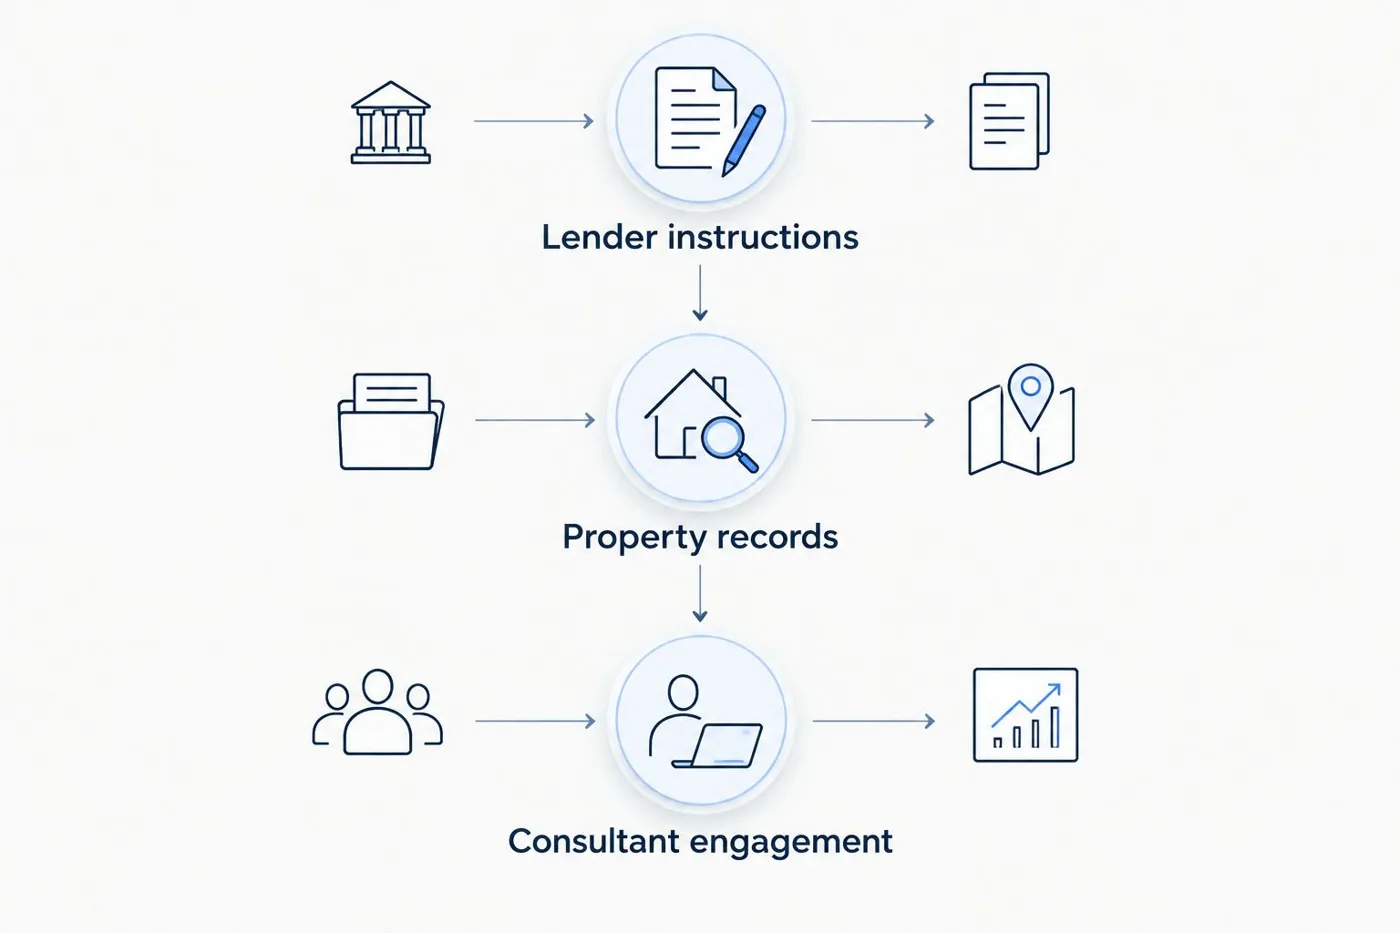 Lender instructions
Property records
Consultant engagement